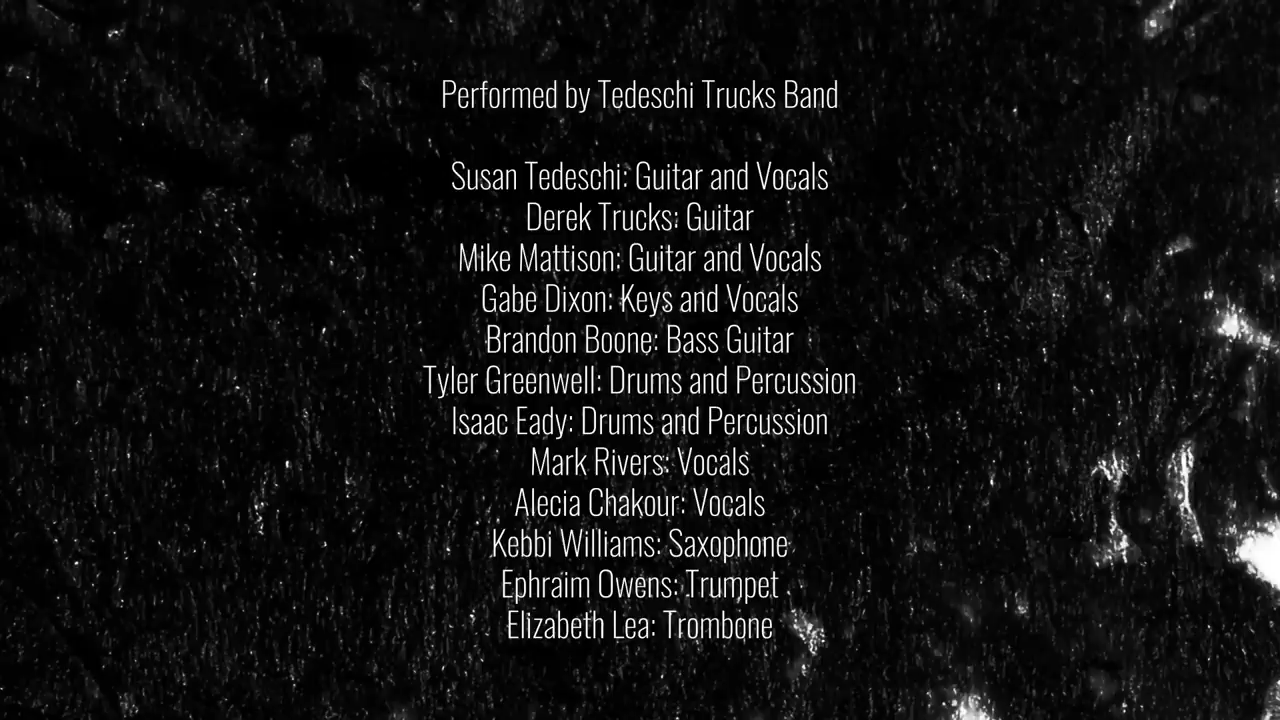 Performed by Tedeschi Trucks Band
Susan Tedeschi: Guitar and Vocals
Derek Trucks: Guitar
Mike Mattison: Guitar and Vocals
Gabe Dixon: Keys and Vocals
Brandon Boone: Bass Guitar
Tyler Greenwell: Drums and Percussion
Isaac Eady: Drums and Percussion
Mark Rivers: Vocals
Alecia Chakour: Vocals
Kebbi Williams: Saxophone
Ephraim Owens: Trumpet
Elizabeth Lea: Trombone